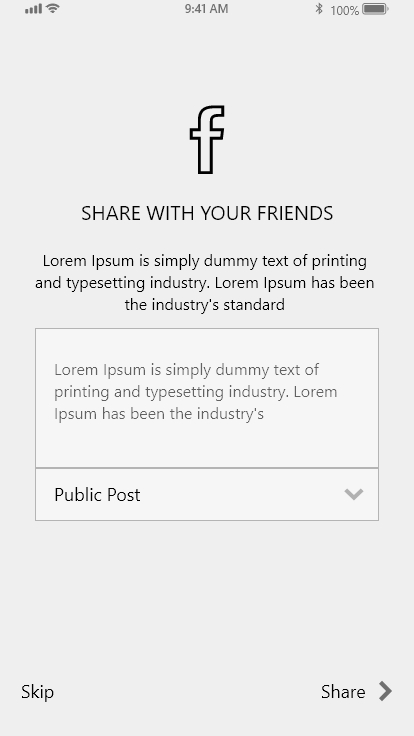 9:41 AM 100%
f
SHARE WITH YOUR FRIENDS
Lorem Ipsum is simply dummy text of printing
and typesetting industry. Lorem Ipsum has been
the industry's standard
Lorem Ipsum is simply dummy text of
printing and typesetting industry. Lorem
Ipsum has been the industry's
Public Post
Skip Share